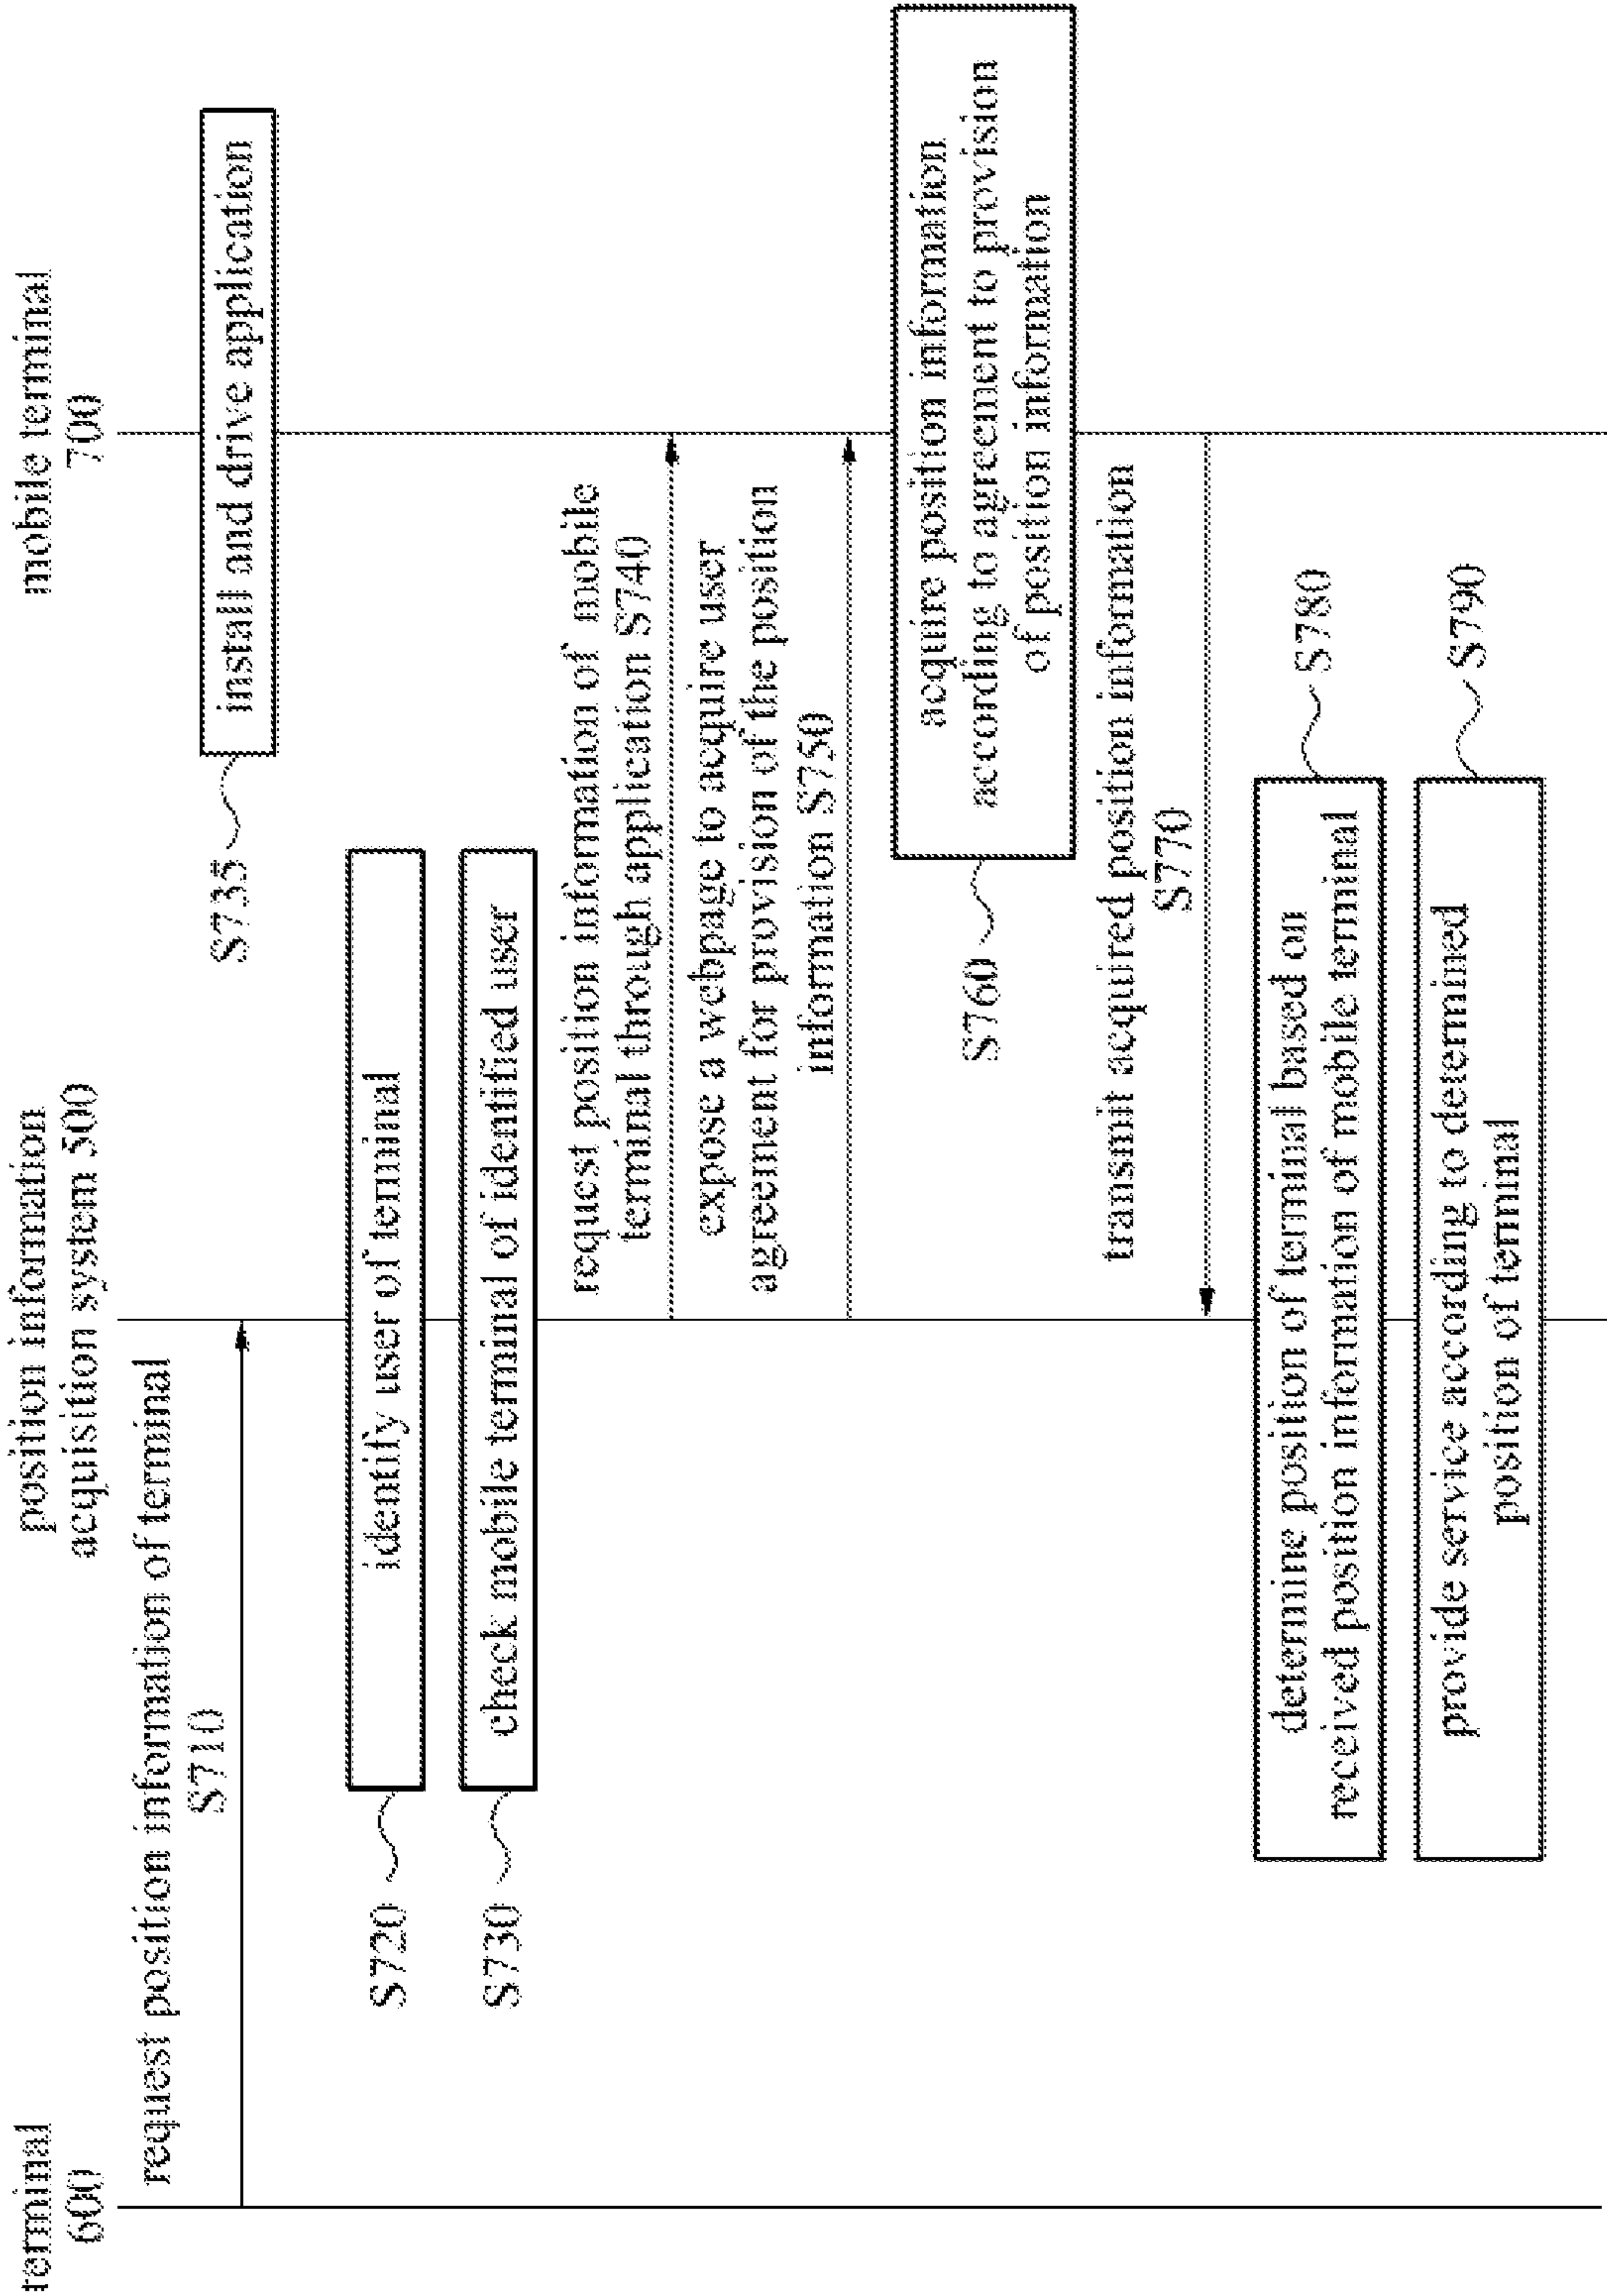 terminal
600
position information
acquisition system 500
mobile terminal
700
request position information of terminal
S710
S735
install and drive application
S720
identify user of terminal
S730
check mobile terminal of identified user
request position information of mobile
terminal through application S740
expose a webpage to acquire user
agreement for provision of the position
information S750
S760
acquire position information
according to agreement to provision
of position information
transmit acquired position information
S770
determine position of terminal based on
received position information of mobile terminal
S780
provide service according to determined
position of terminal
S790